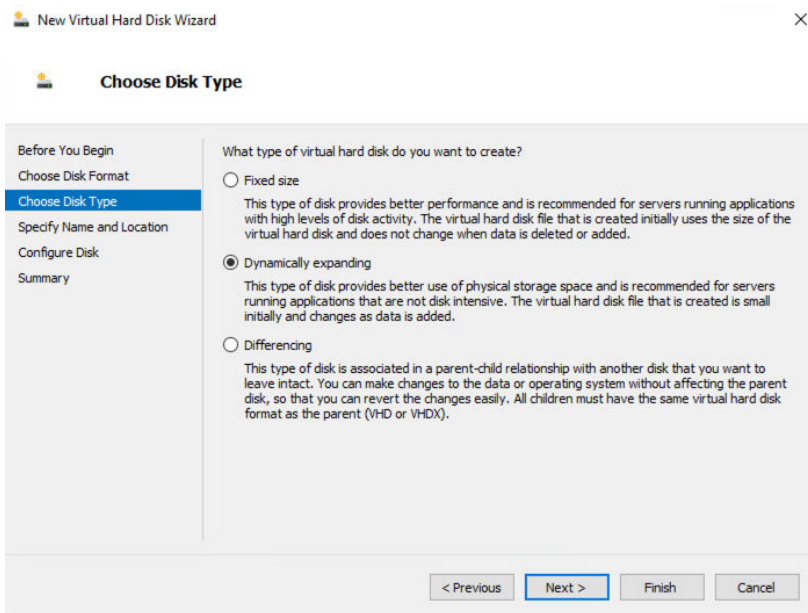 New Virtual Hard Disk Wizard
Choose Disk Type
Before You Begin
Choose Disk Format
Choose Disk Type
Specify Name and Location
Configure Disk
Summary
What type of virtual hard disk do you want to create?
Fixed size
This type of disk provides better performance and is recommended for servers running applications
with high levels of disk activity. The virtual hard disk file that is created initially uses the size of the
virtual hard disk and does not change when data is deleted or added.
Dynamically expanding
This type of disk provides better use of physical storage space and is recommended for servers
running applications that are not disk intensive. The virtual hard disk file that is created is small
initially and changes as data is added.
Differencing
This type of disk is associated in a parent-child relationship with another disk that you want to
leave intact. You can make changes to the data or operating system without affecting the parent
disk, so that you can revert the changes easily. All children must have the same virtual hard disk
format as the parent (VHD or VHDX).
< Previous
Next >
Finish
Cancel